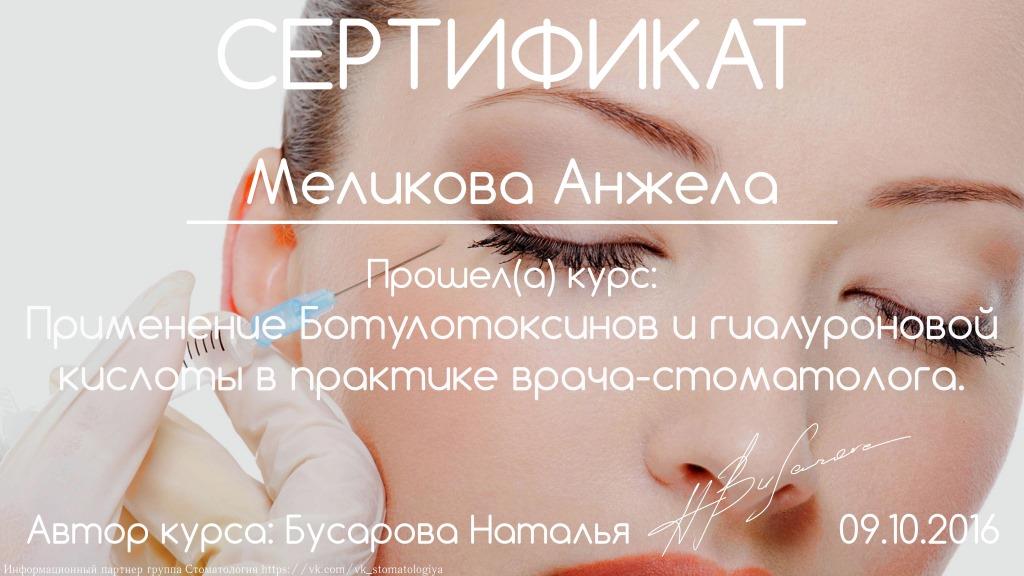 СЕРТИФИКАТ
Меликова Анжела
Прошел(а) курс:
Применение Ботулотоксинов и гиалуроновой
кислоты в практике врача-стоматолога.
HBusarova
Автор курса: Бусарова Наталья 09.10.2016
Информационный партнер группа Стоматология https://vk.com/vk_stomatologiya